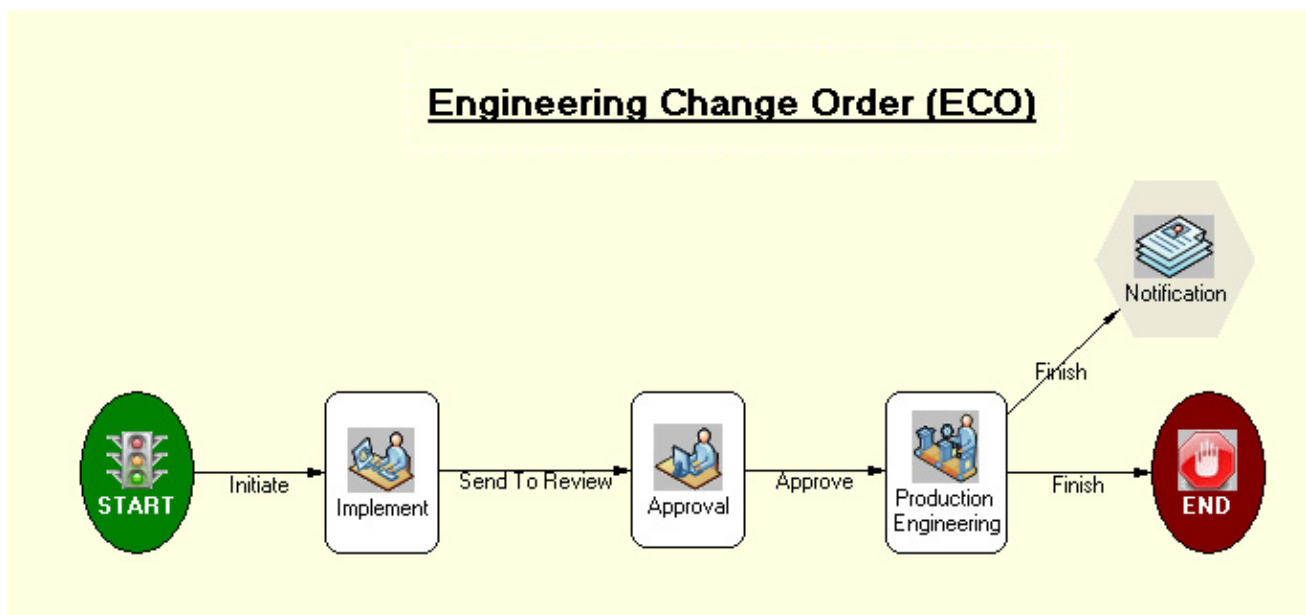 Engineering Change Order (ECO)
Notification
Finish
START
Initiate
Implement
Send To Review
Approval
Approve
Production
Engineering
Finish
END